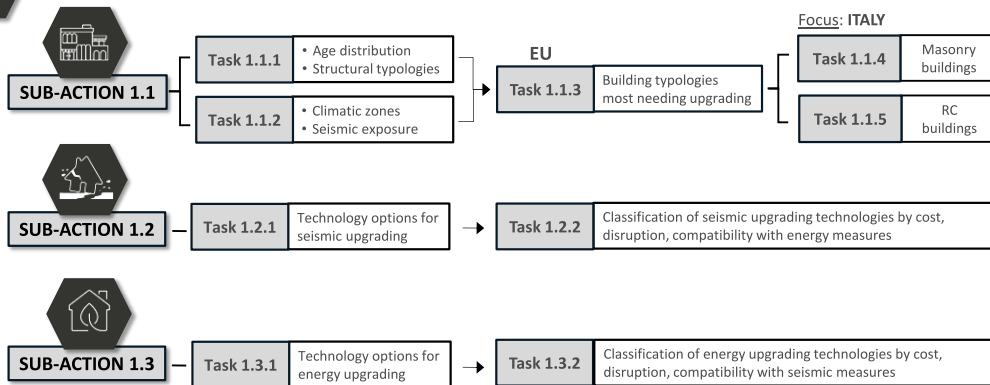 Focus: ITALY
EU
SUB-ACTION 1.1
Task 1.1.1
• Age distribution
• Structural typologies
Task 1.1.2
• Climatic zones
• Seismic exposure
Task 1.1.3
Building typologies
most needing upgrading
Task 1.1.4
Masonry
buildings
Task 1.1.5
RC
buildings
SUB-ACTION 1.2
Task 1.2.1
Technology options for
seismic upgrading
Task 1.2.2
Classification of seismic upgrading technologies by cost,
disruption, compatibility with energy measures
SUB-ACTION 1.3
Task 1.3.1
Technology options for
energy upgrading
Task 1.3.2
Classification of energy upgrading technologies by cost,
disruption, compatibility with seismic measures